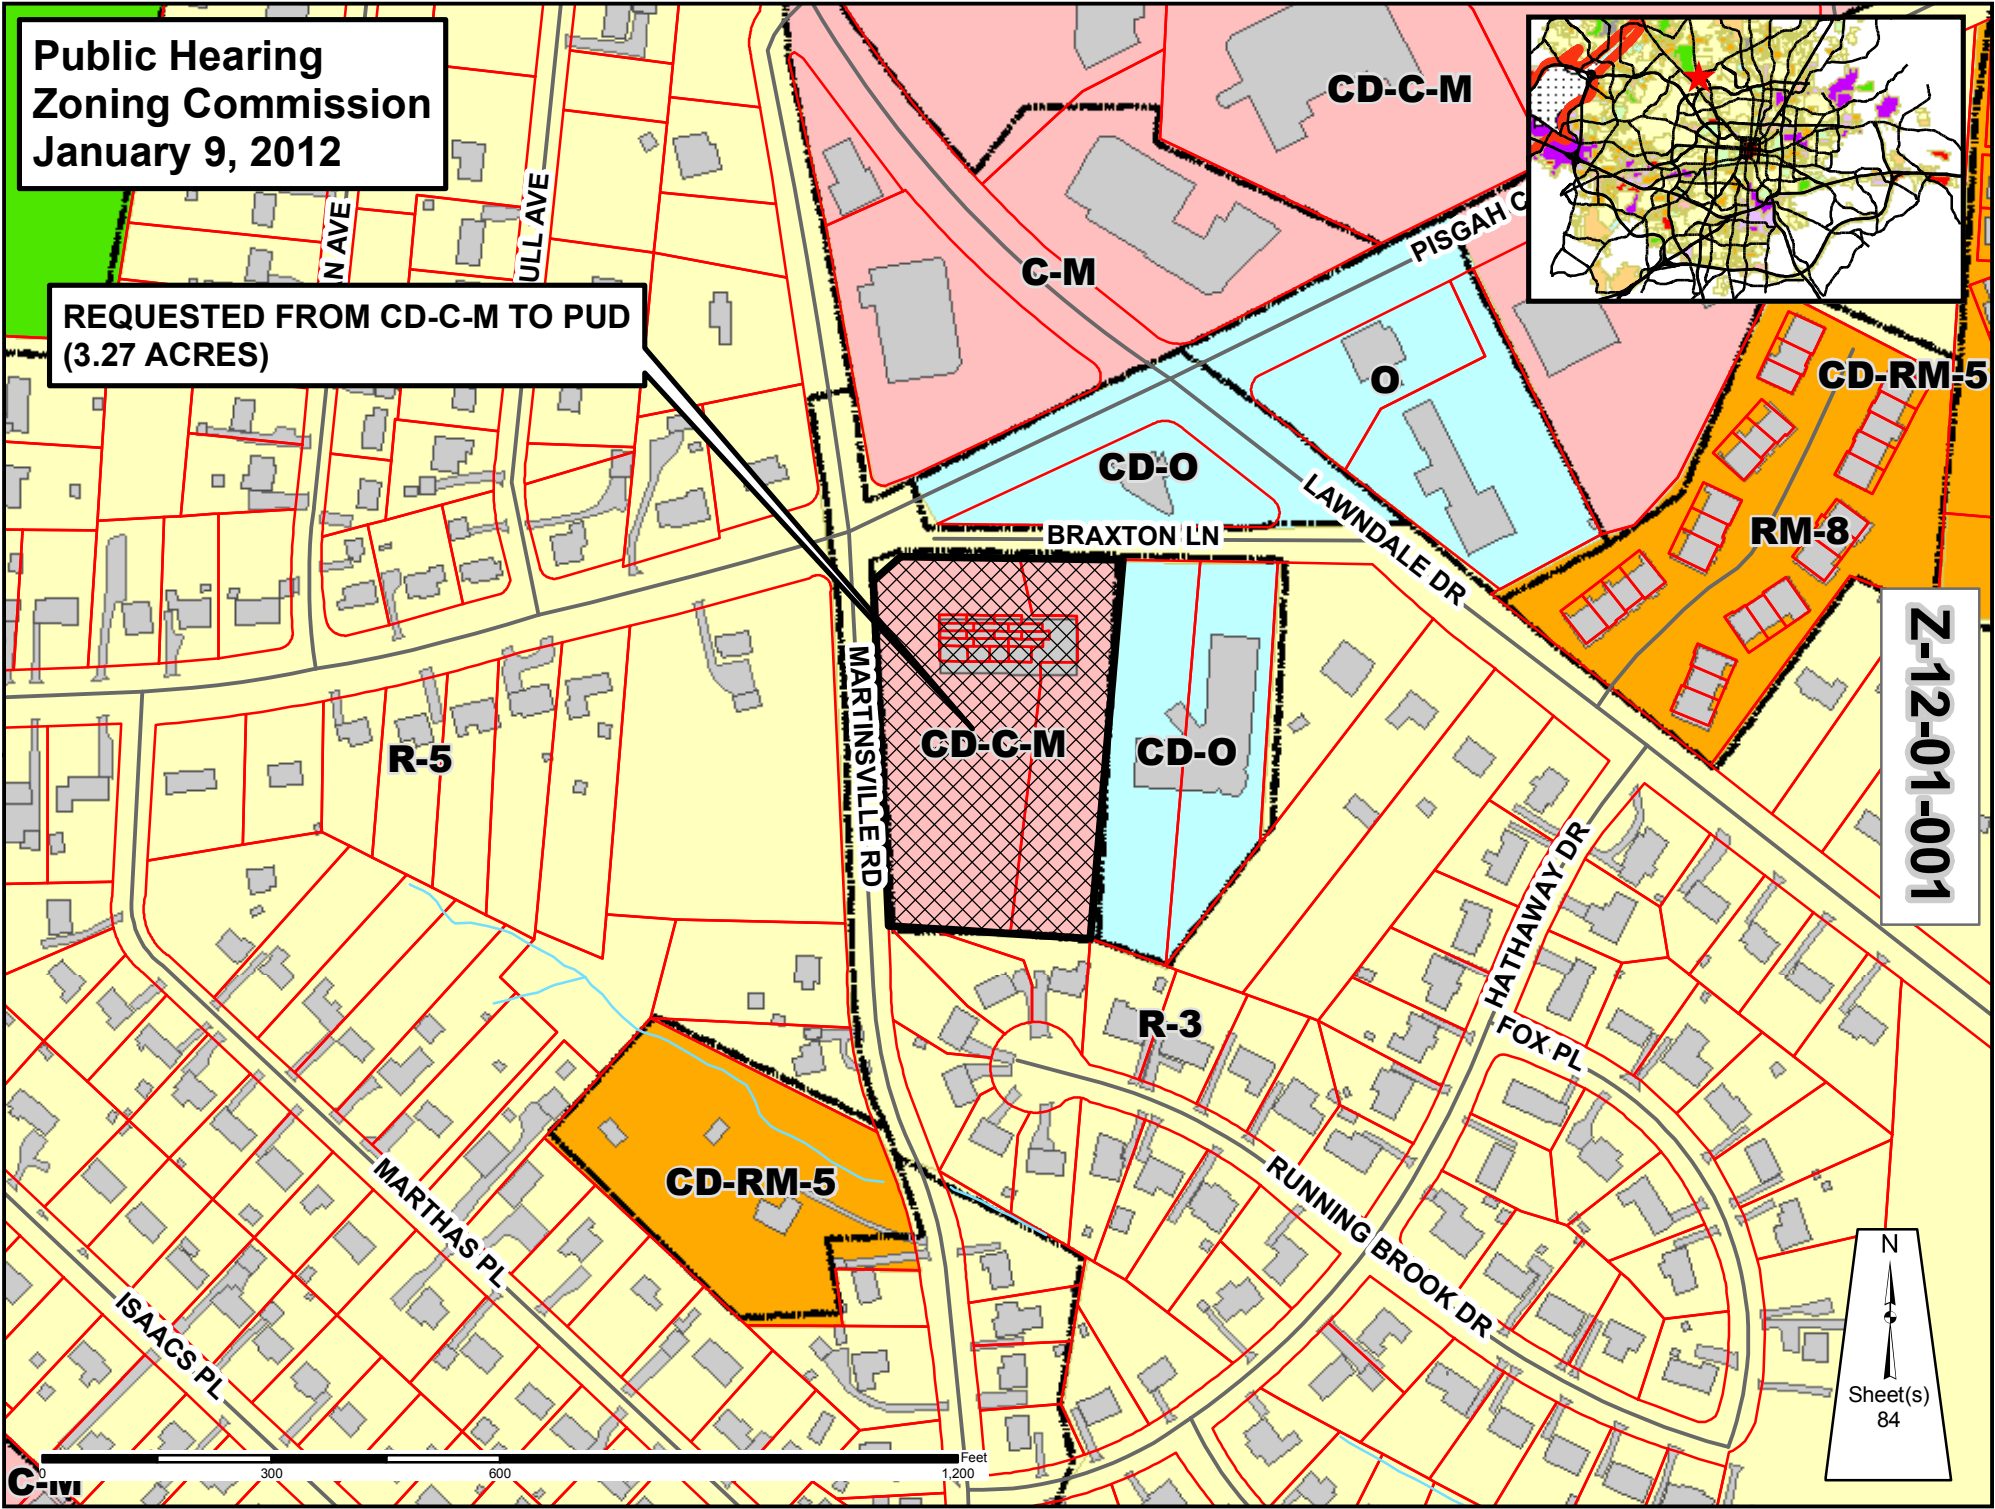 Public Hearing
Zoning Commission
January 9, 2012
REQUESTED FROM CD-C-M TO PUD
(3.27 ACRES)
N AVE
ULL AVE
CD-C-M
C-M
PISGAH C
O
CD-RM-5
CD-O
LAWNDALE DR
BRAXTON LN
RM-8
Z-12-01-001
MARTINSVILLE RD
CD-C-M
CD-O
R-5
HATHAWAY DR
FOX PL
R-3
CD-RM-5
RUNNING BROOK DR
MARTHAS PL
ISAACS PL
N
Sheet(s)
84
C-M
0 300 600 1,200 Feet